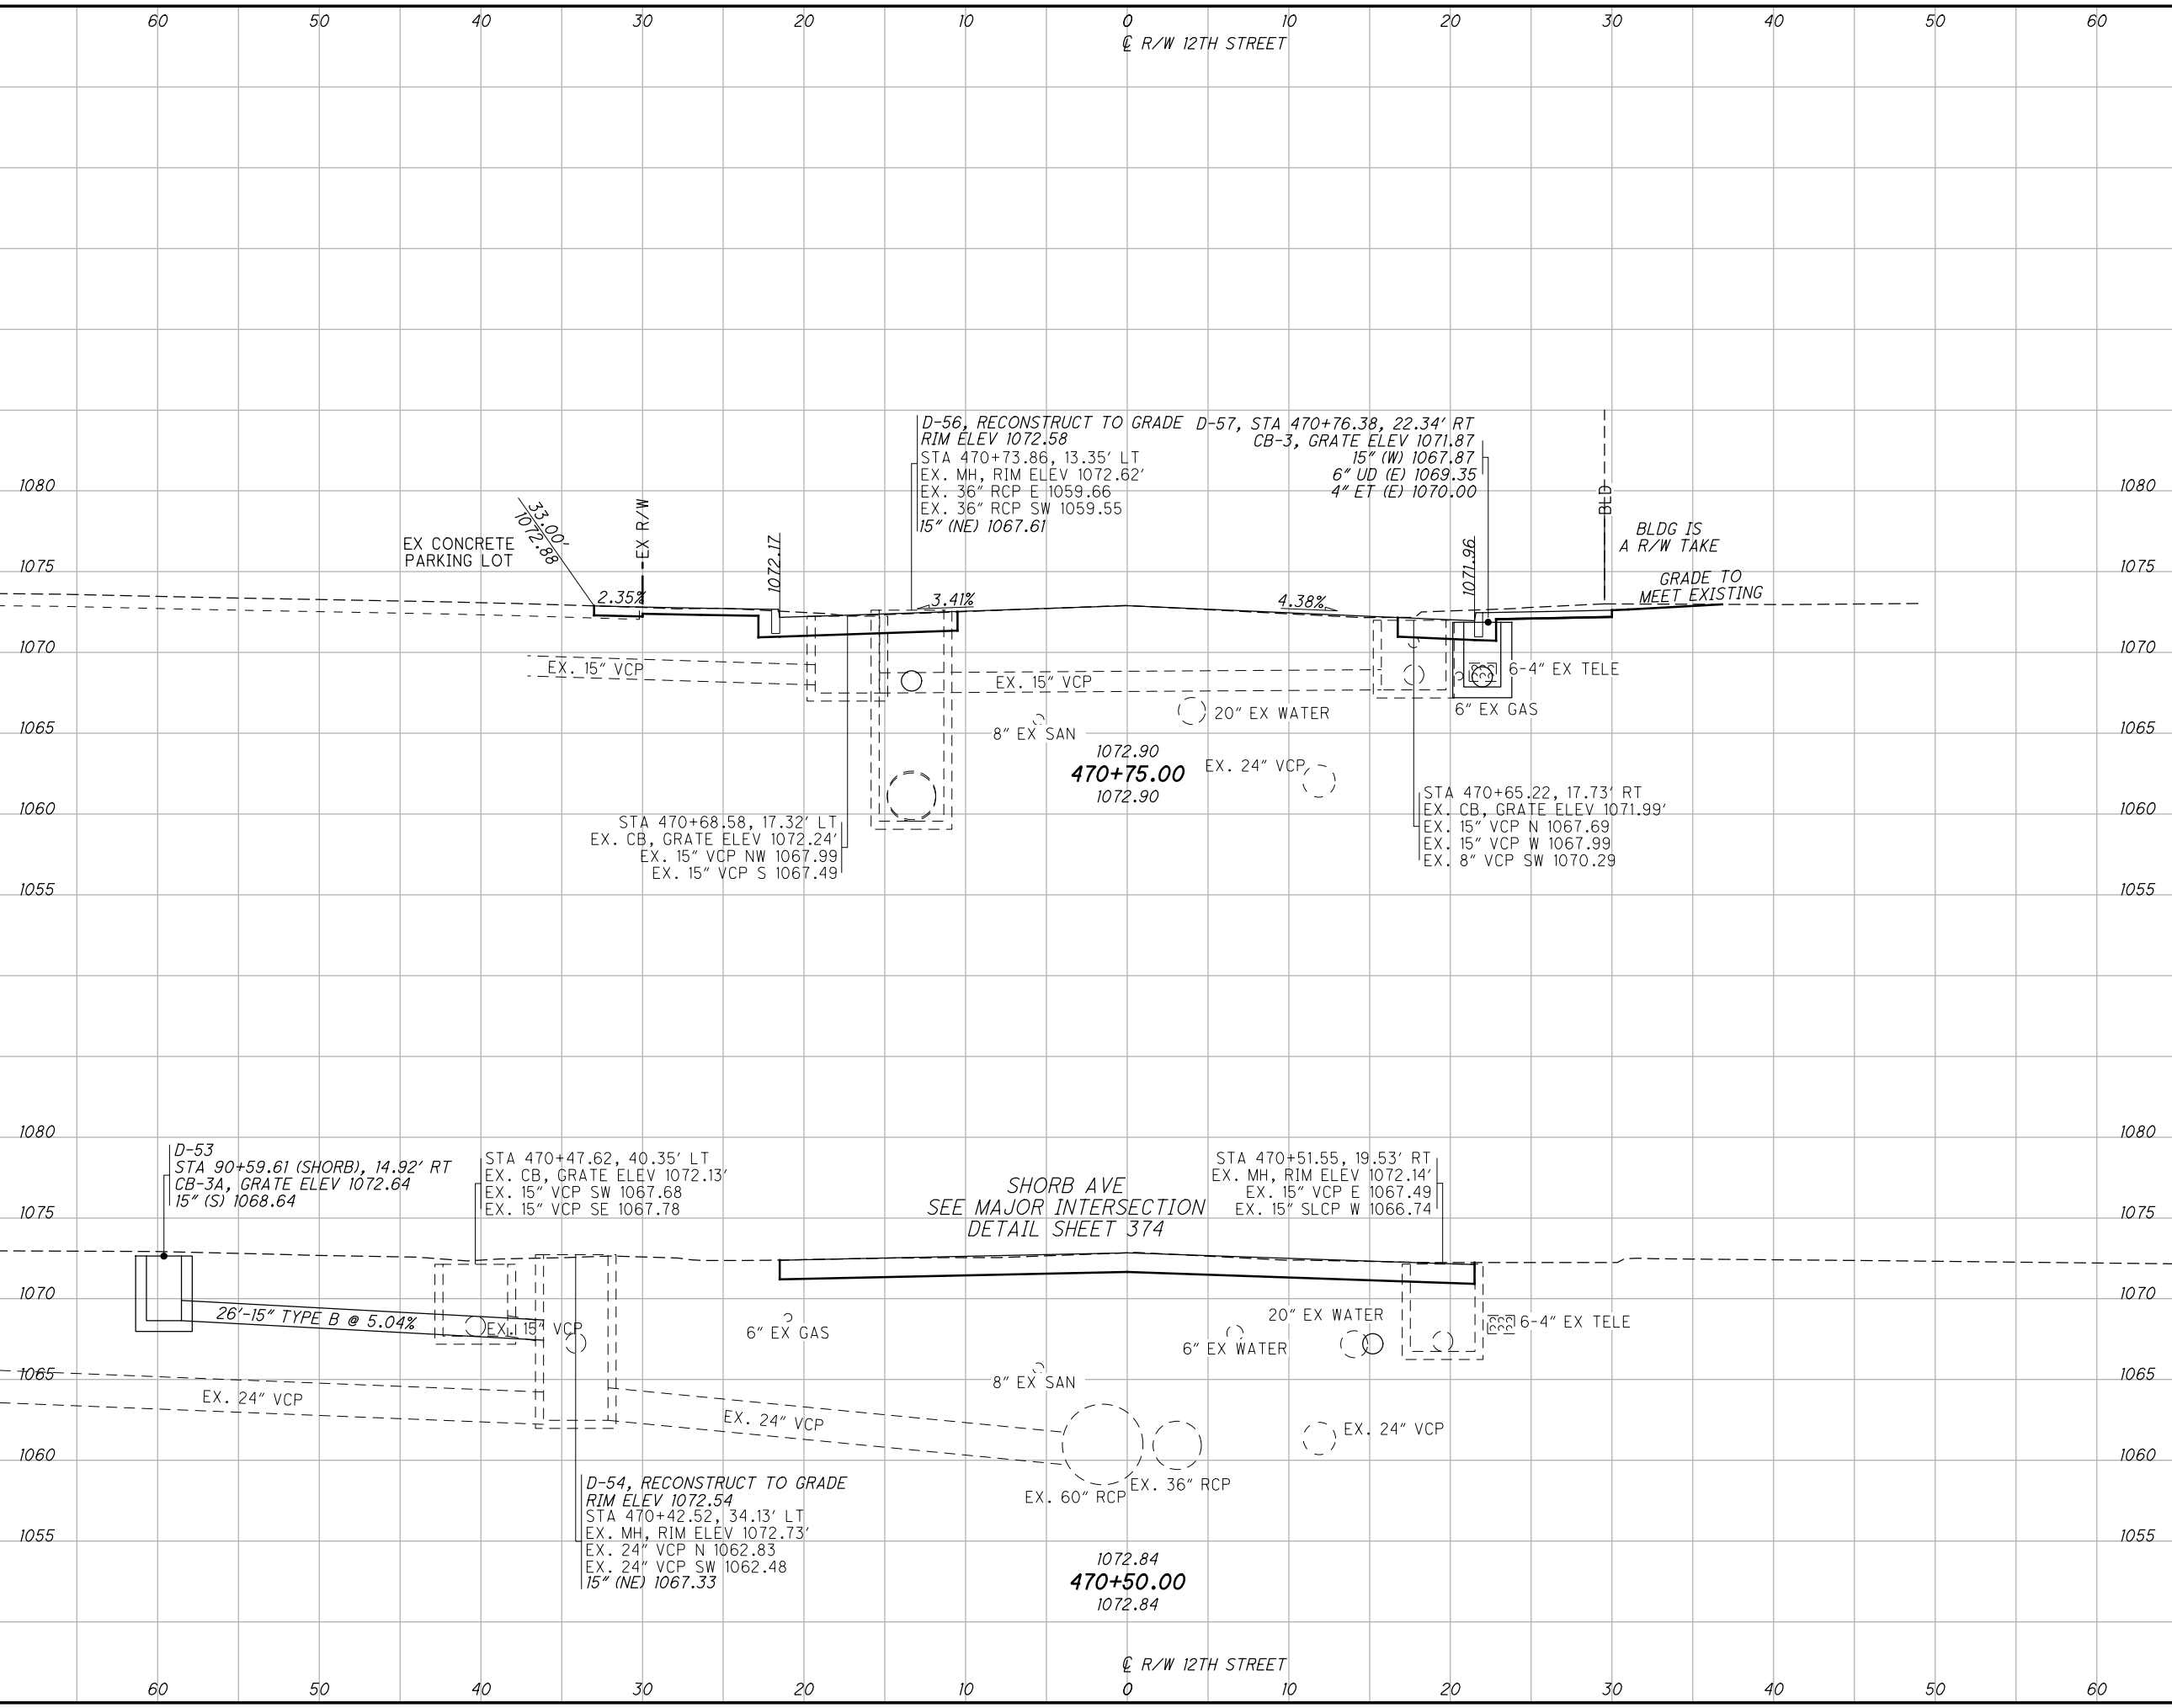 60 50 40 30 20 10 0 10 20 30 40 50 60
℄ R/W 12TH STREET
D-56, RECONSTRUCT TO GRADE
RIM ELEV 1072.58
STA 470+73.86, 13.35' LT
EX. MH, RIM ELEV 1072.62'
EX. 36" RCP E 1059.66
EX. 36" RCP SW 1059.55
15" (NE) 1067.61
D-57, STA 470+76.38, 22.34' RT
CB-3, GRATE ELEV 1071.87
15" (W) 1067.87
6" UD (E) 1069.35
4" ET (E) 1070.00
1080
1080
33.00'
1072.88
EX R/W
BLD
BLDG IS
A R/W TAKE
EX CONCRETE
PARKING LOT
1072.17
1071.96
1075
1075
GRADE TO
MEET EXISTING
2.35%
3.41%
4.38%
1070
1070
EX. 15" VCP
EX. 15" VCP
6-4" EX TELE
6" EX GAS
20" EX WATER
8" EX SAN
1065
1065
1072.90
470+75.00
1072.90
EX. 24" VCP
1060
1060
STA 470+68.58, 17.32' LT
EX. CB, GRATE ELEV 1072.24'
EX. 15" VCP NW 1067.99
EX. 15" VCP S 1067.49
STA 470+65.22, 17.73' RT
EX. CB, GRATE ELEV 1071.99'
EX. 15" VCP N 1067.69
EX. 15" VCP W 1067.99
EX. 8" VCP SW 1070.29
1055
1055
1080
1080
D-53
STA 90+59.61 (SHORB), 14.92' RT
CB-3A, GRATE ELEV 1072.64
15" (S) 1068.64
STA 470+47.62, 40.35' LT
EX. CB, GRATE ELEV 1072.13'
EX. 15" VCP SW 1067.68
EX. 15" VCP SE 1067.78
SHORB AVE
SEE MAJOR INTERSECTION
DETAIL SHEET 374
STA 470+51.55, 19.53' RT
EX. MH, RIM ELEV 1072.14'
EX. 15" VCP E 1067.49
EX. 15" SLCP W 1066.74
1075
1075
1070
1070
26'-15" TYPE B @ 5.04%
EX. 15" VCP
6" EX GAS
20" EX WATER
6" EX WATER
6-4" EX TELE
1065
1065
8" EX SAN
EX. 24" VCP
EX. 24" VCP
EX. 24" VCP
1060
1060
EX. 60" RCP
EX. 36" RCP
D-54, RECONSTRUCT TO GRADE
RIM ELEV 1072.54
STA 470+42.52, 34.13' LT
EX. MH, RIM ELEV 1072.73'
EX. 24" VCP N 1062.83
EX. 24" VCP SW 1062.48
15" (NE) 1067.33
1055
1055
1072.84
470+50.00
1072.84
℄ R/W 12TH STREET
60 50 40 30 20 10 0 10 20 30 40 50 60